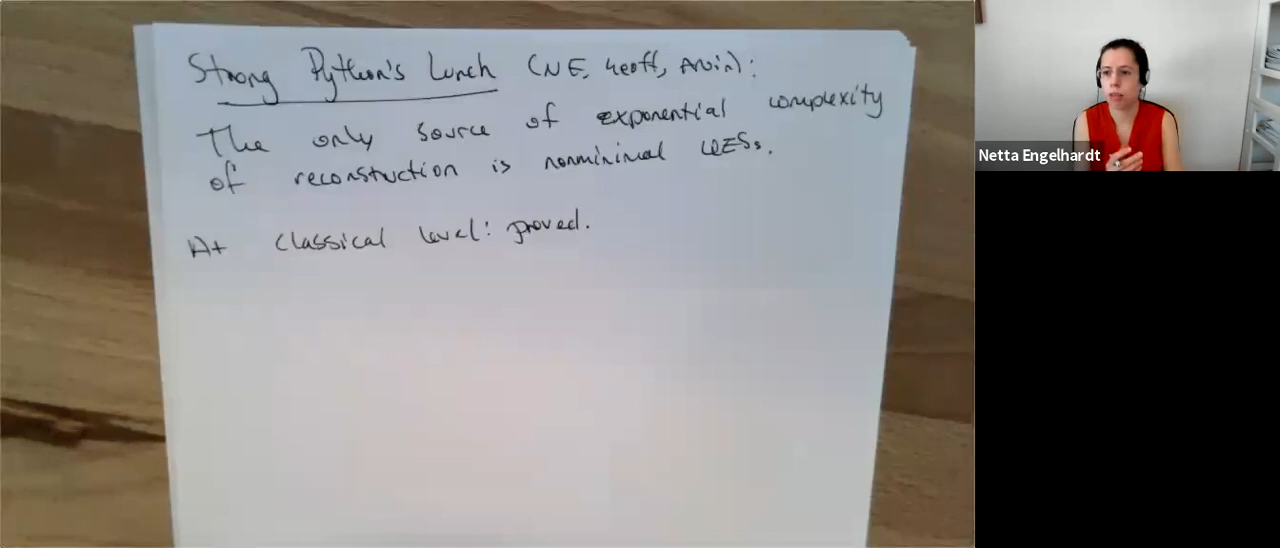 Strong Python's Lunch (NE, Geoff, Arvin):
The only source of exponential complexity
of reconstuction is nonminimal QESs.
At classical level: proved.
Netta Engelhardt